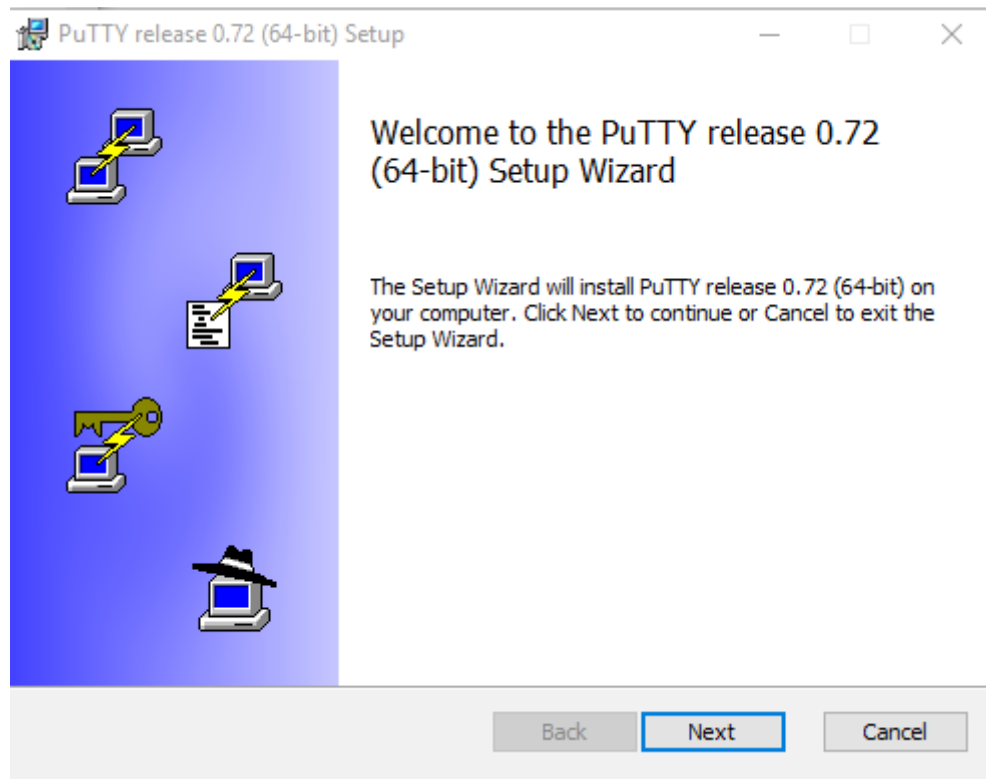 PuTTY release 0.72 (64-bit) Setup
Welcome to the PuTTY release 0.72
(64-bit) Setup Wizard
The Setup Wizard will install PuTTY release 0.72 (64-bit) on
your computer. Click Next to continue or Cancel to exit the
Setup Wizard.
Back Next Cancel